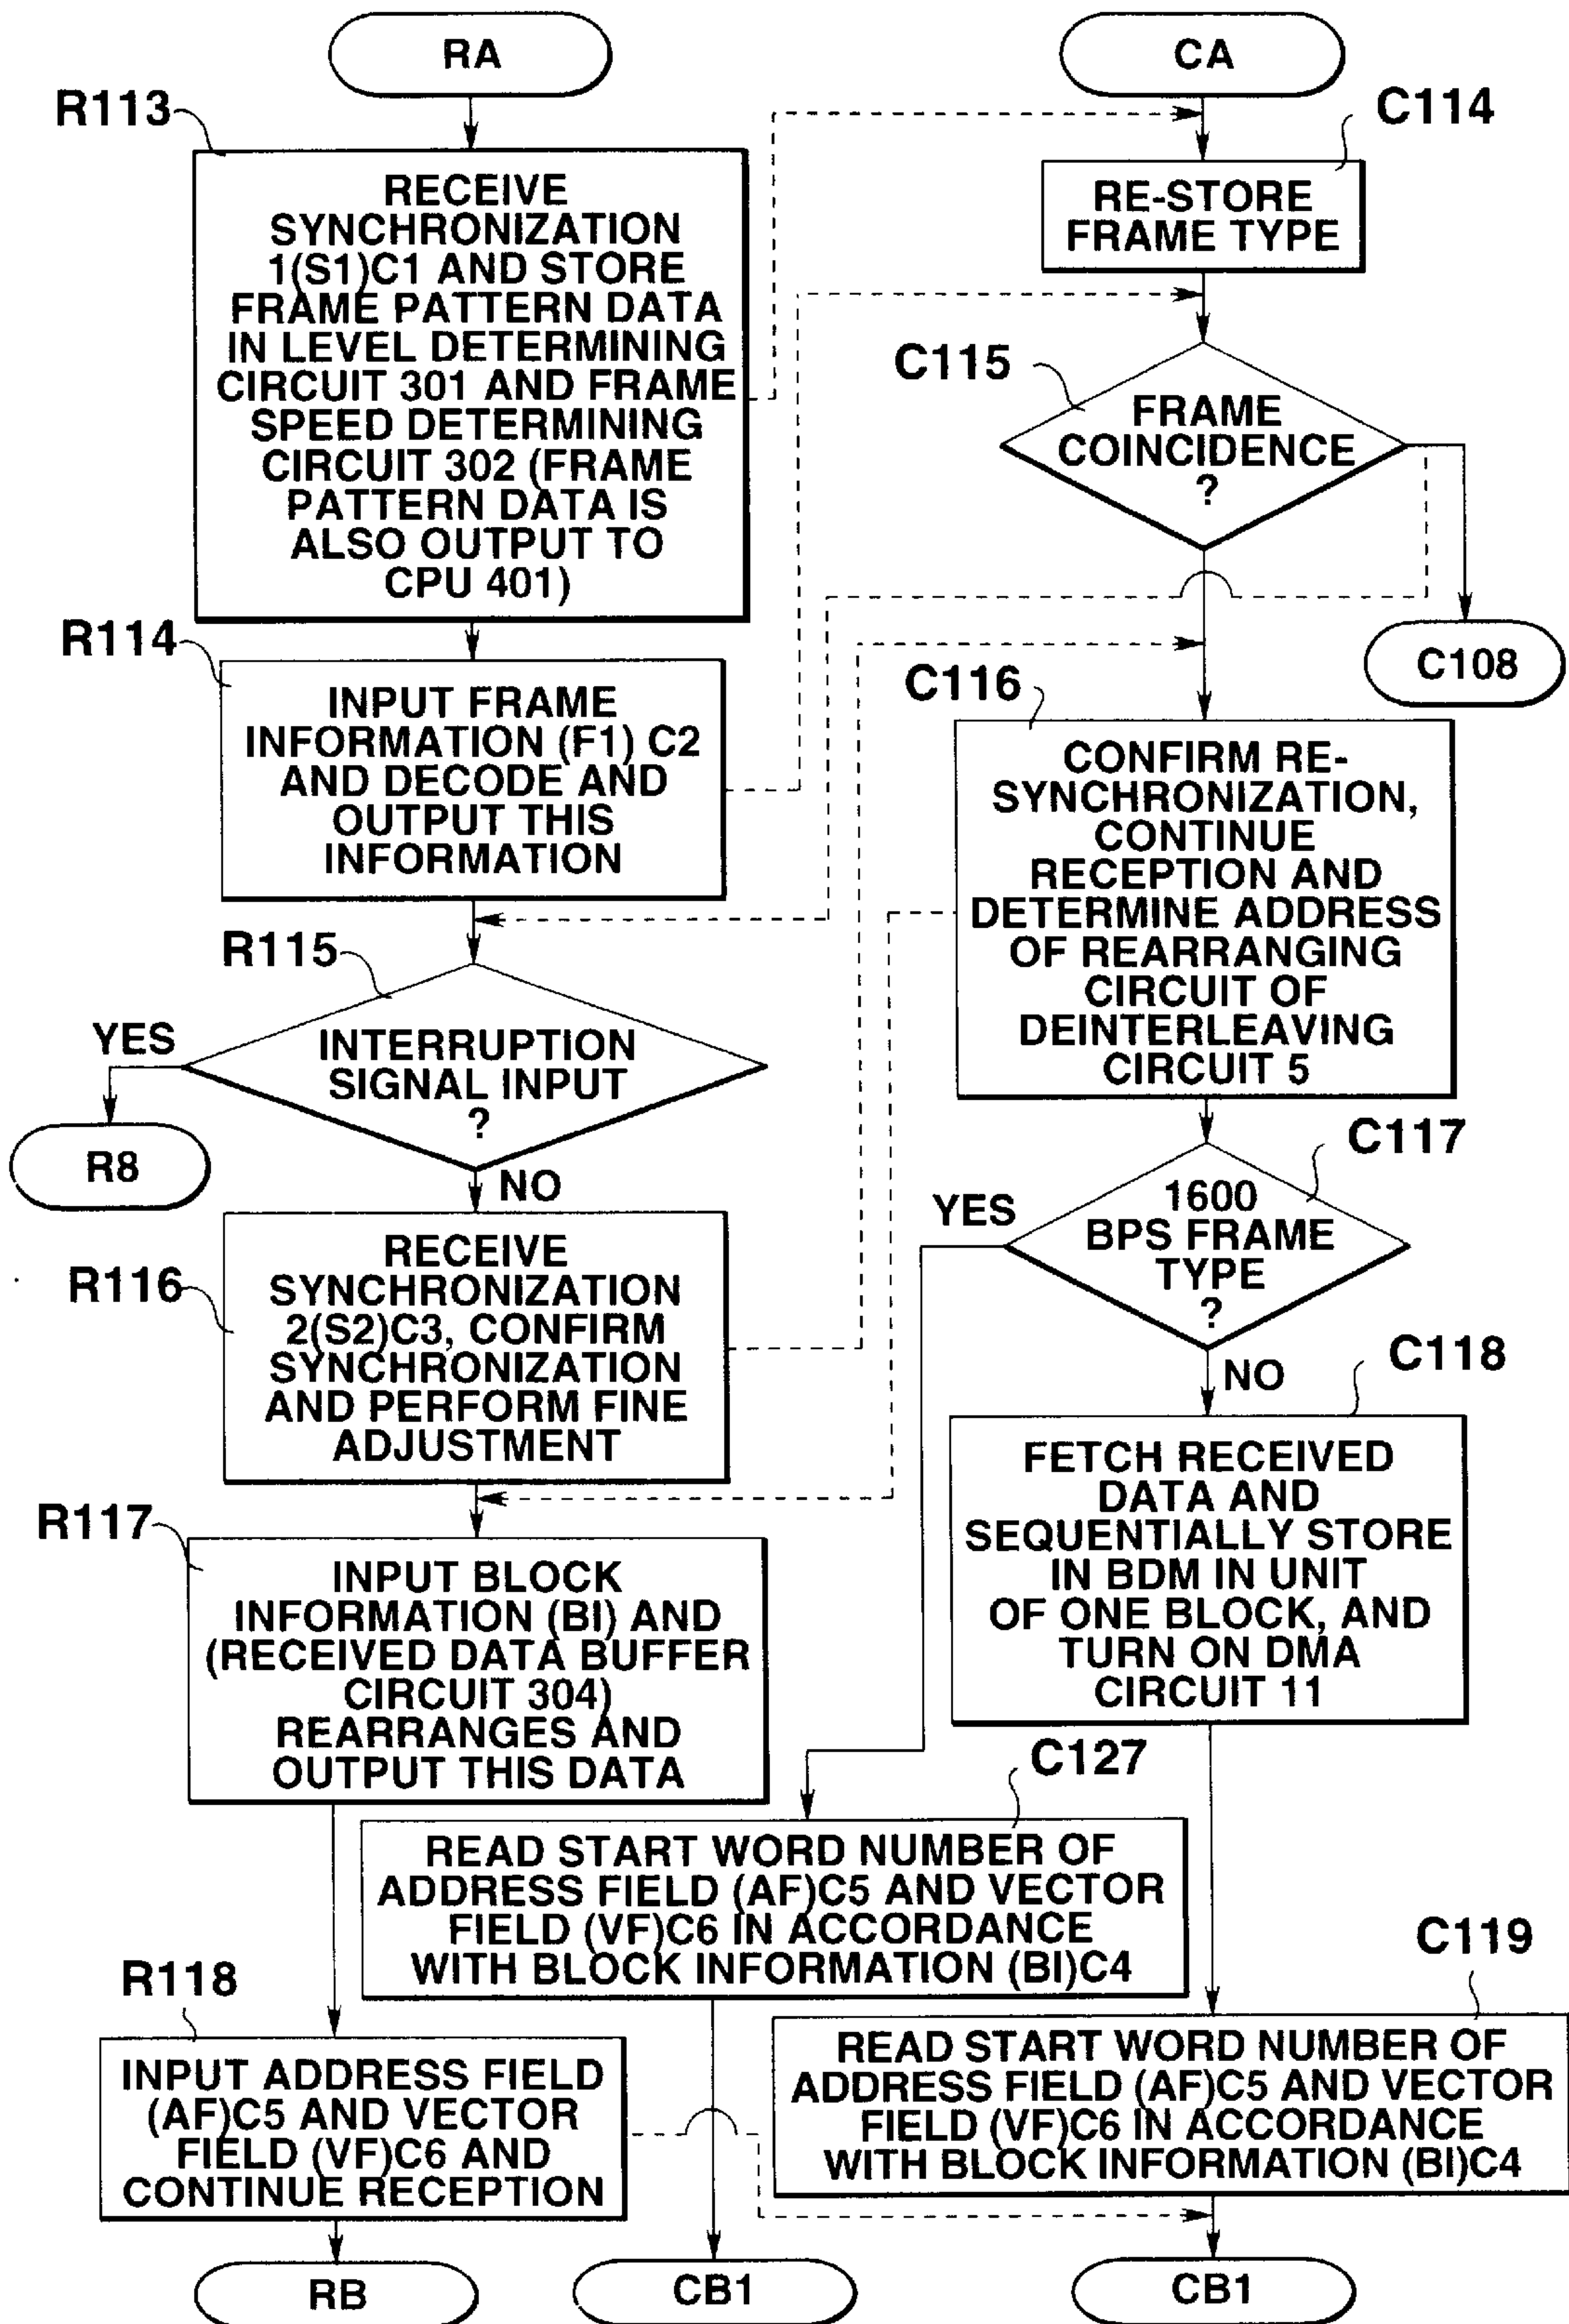 RA
R113
RECEIVE
SYNCHRONIZATION
1(S1)C1 AND STORE
FRAME PATTERN DATA
IN LEVEL DETERMINING
CIRCUIT 301 AND FRAME
SPEED DETERMINING
CIRCUIT 302 (FRAME
PATTERN DATA IS
ALSO OUTPUT TO
CPU 401)
R114
INPUT FRAME
INFORMATION (F1) C2
AND DECODE AND
OUTPUT THIS
INFORMATION
R115
INTERRUPTION
SIGNAL INPUT
?
YES
R8
NO
R116
RECEIVE
SYNCHRONIZATION
2(S2)C3, CONFIRM
SYNCHRONIZATION
AND PERFORM FINE
ADJUSTMENT
R117
INPUT BLOCK
INFORMATION (BI) AND
(RECEIVED DATA BUFFER
CIRCUIT 304)
REARRANGES AND
OUTPUT THIS DATA
R118
INPUT ADDRESS FIELD
(AF)C5 AND VECTOR
FIELD (VF)C6 AND
CONTINUE RECEPTION
RB
CA
C114
RE-STORE
FRAME TYPE
C115
FRAME
COINCIDENCE
?
C108
C116
CONFIRM RE-
SYNCHRONIZATION,
CONTINUE
RECEPTION AND
DETERMINE ADDRESS
OF REARRANGING
CIRCUIT OF
DEINTERLEAVING
CIRCUIT 5
C117
1600
BPS FRAME
TYPE
?
YES
NO
C118
FETCH RECEIVED
DATA AND
SEQUENTIALLY STORE
IN BDM IN UNIT
OF ONE BLOCK, AND
TURN ON DMA
CIRCUIT 11
C127
READ START WORD NUMBER OF
ADDRESS FIELD (AF)C5 AND VECTOR
FIELD (VF)C6 IN ACCORDANCE
WITH BLOCK INFORMATION (BI)C4
CB1
C119
READ START WORD NUMBER OF
ADDRESS FIELD (AF)C5 AND VECTOR
FIELD (VF)C6 IN ACCORDANCE
WITH BLOCK INFORMATION (BI)C4
CB1